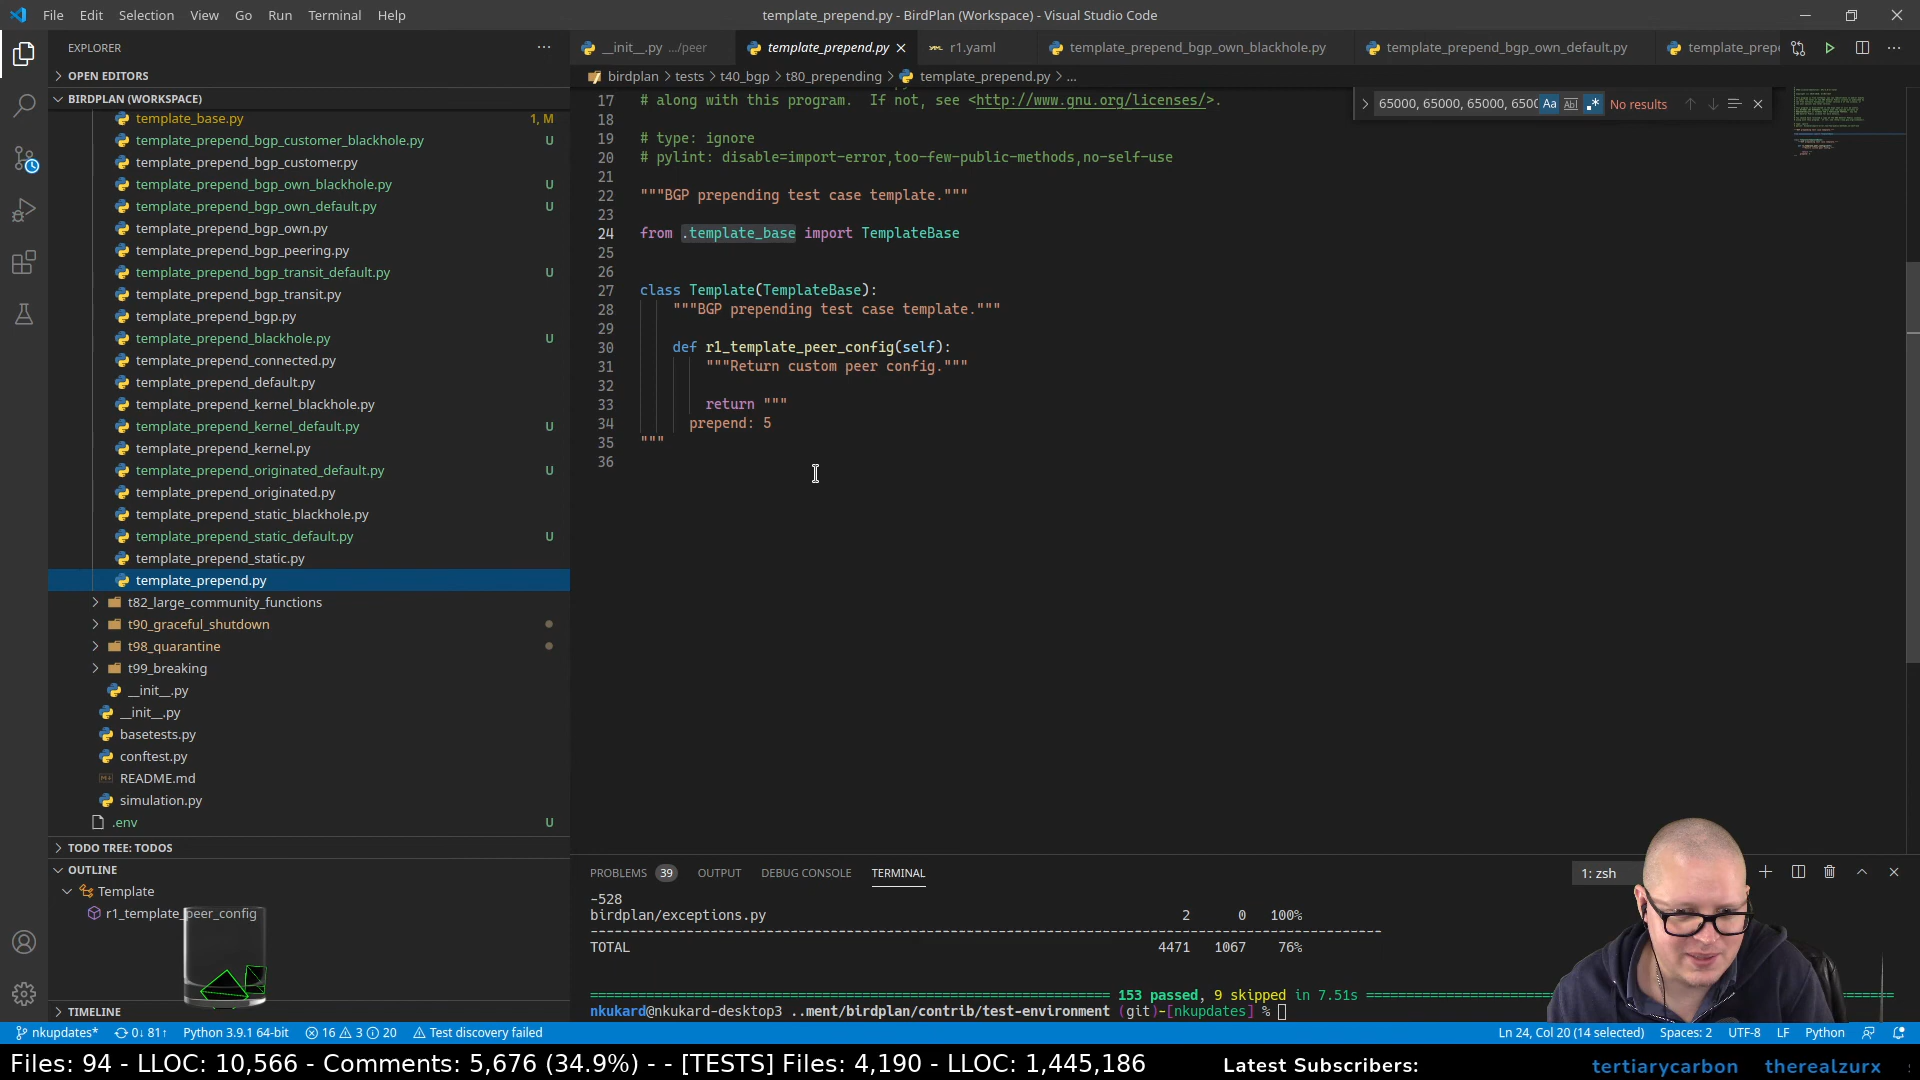 File Edit Selection View Go Run Terminal Help
template_prepend.py - BirdPlan (Workspace) - Visual Studio Code
EXPLORER
OPEN EDITORS
BIRDPLAN (WORKSPACE)
template_base.py 1, M
template_prepend_bgp_customer_blackhole.py U
template_prepend_bgp_customer.py
template_prepend_bgp_own_blackhole.py U
template_prepend_bgp_own_default.py U
template_prepend_bgp_own.py
template_prepend_bgp_peering.py
template_prepend_bgp_transit_default.py U
template_prepend_bgp_transit.py
template_prepend_bgp.py
template_prepend_blackhole.py U
template_prepend_connected.py
template_prepend_default.py
template_prepend_kernel_blackhole.py
template_prepend_kernel_default.py U
template_prepend_kernel.py
template_prepend_originated_default.py U
template_prepend_originated.py
template_prepend_static_blackhole.py
template_prepend_static_default.py U
template_prepend_static.py
template_prepend.py
t82_large_community_functions
t90_graceful_shutdown
t98_quarantine
t99_breaking
__init__.py
__init__.py
basetests.py
conftest.py
README.md
simulation.py
.env U
TODO TREE: TODOS
OUTLINE
Template
r1_template_peer_config
TIMELINE
__init__.py .../peer template_prepend.py r1.yaml template_prepend_bgp_own_blackhole.py template_prepend_bgp_own_default.py template_prep
birdplan > tests > t40_bgp > t80_prepending > template_prepend.py > ...
65000, 65000, 65000, 6500 Aa Abl .* No results
17 # along with this program.  If not, see <http://www.gnu.org/licenses/>.
18
19 # type: ignore
20 # pylint: disable=import-error,too-few-public-methods,no-self-use
21
22 """BGP prepending test case template."""
23
24 from .template_base import TemplateBase
25
26
27 class Template(TemplateBase):
28 """BGP prepending test case template."""
29
30 def r1_template_peer_config(self):
31 """Return custom peer config."""
32
33 return """
34 prepend: 5
35 """
36
PROBLEMS 39 OUTPUT DEBUG CONSOLE TERMINAL
1: zsh
-528
birdplan/exceptions.py 2 0 100%
TOTAL 4471 1067 76%
153 passed, 9 skipped in 7.51s
nkukard@nkukard-desktop3 ..ment/birdplan/contrib/test-environment (git)-[nkupdates] %
nkupdates* 0↓ 81↑ Python 3.9.1 64-bit 16 3 20 Test discovery failed
Ln 24, Col 20 (14 selected) Spaces: 2 UTF-8 LF Python
Files: 94 - LLOC: 10,566 - Comments: 5,676 (34.9%) - - [TESTS] Files: 4,190 - LLOC: 1,445,186
Latest Subscribers: tertiarycarbon therealzurx